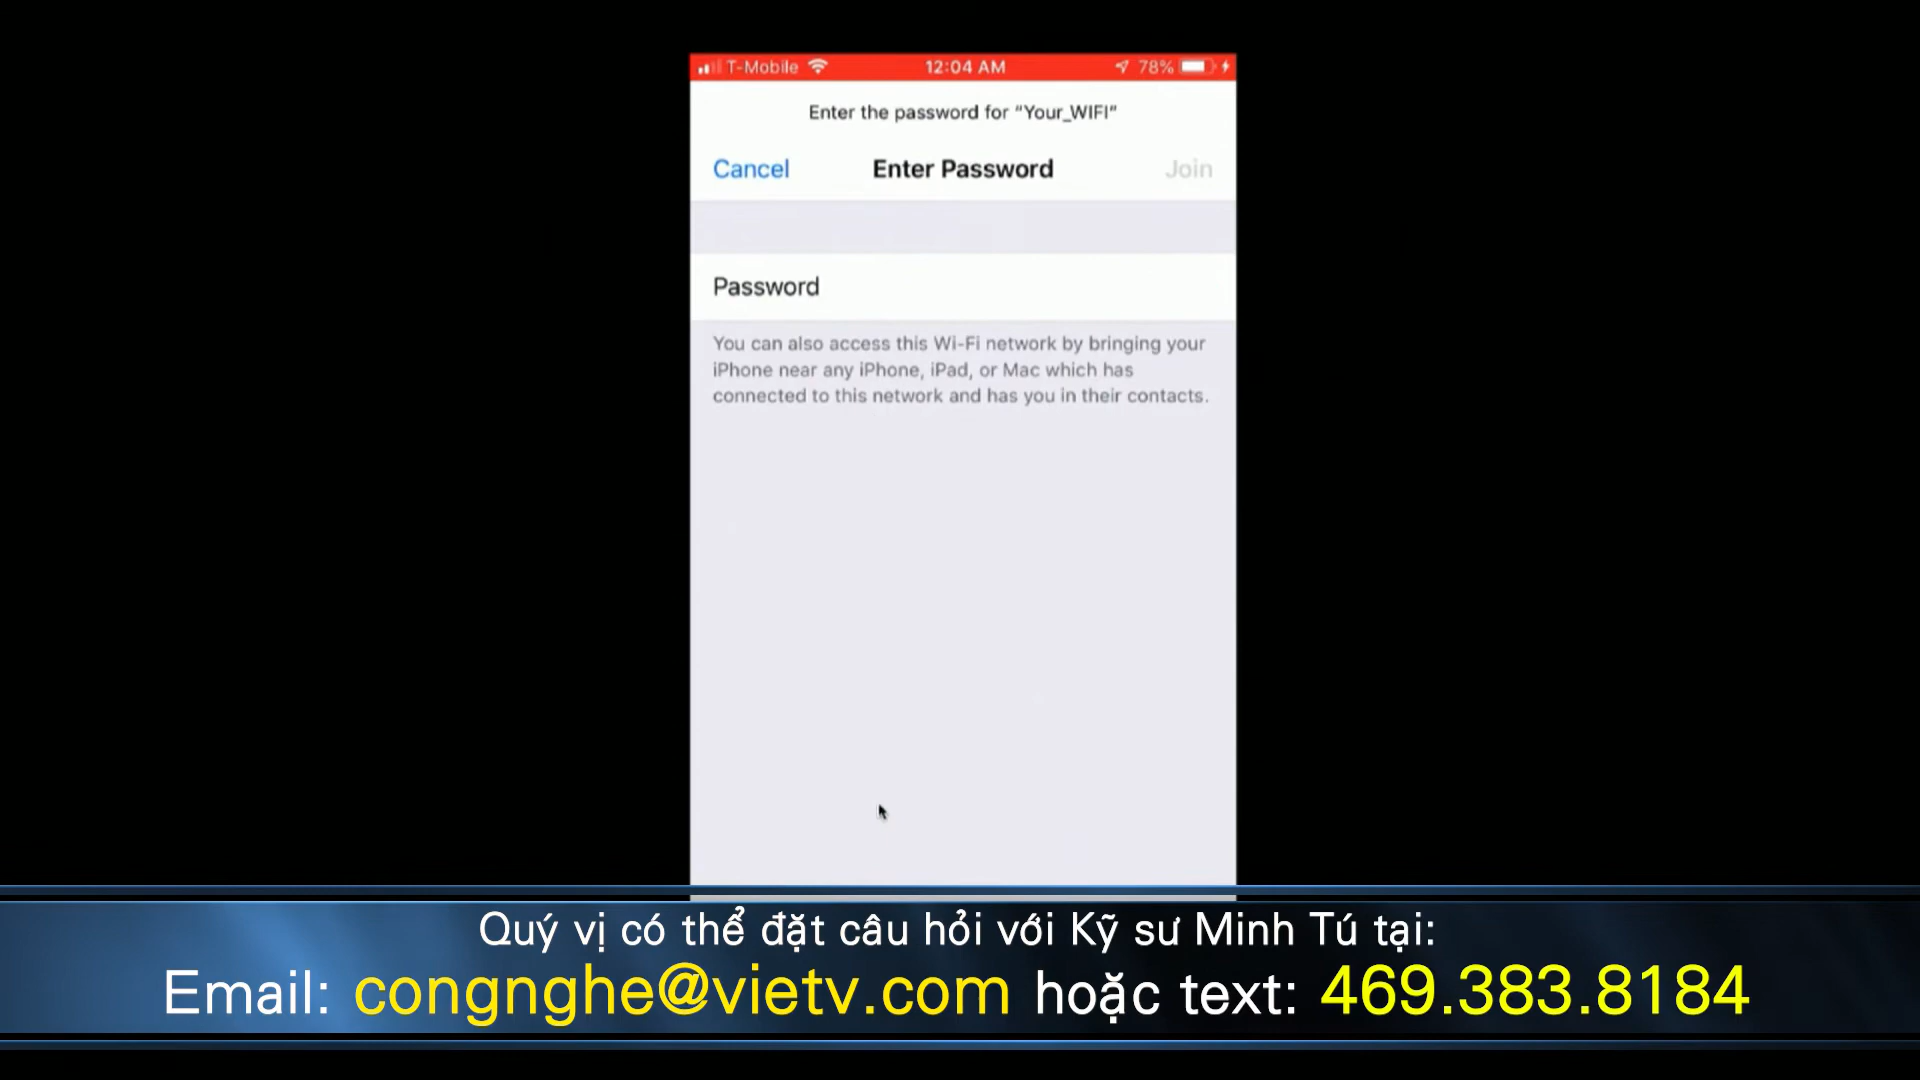 T-Mobile 12:04 AM 78%
Enter the password for “Your_WIFI”
Cancel Enter Password Join
Password
You can also access this Wi-Fi network by bringing your
iPhone near any iPhone, iPad, or Mac which has
connected to this network and has you in their contacts.
Quý vị có thể đặt câu hỏi với Kỹ sư Minh Tú tại:
Email: congnghe@vietv.com hoặc text: 469.383.8184